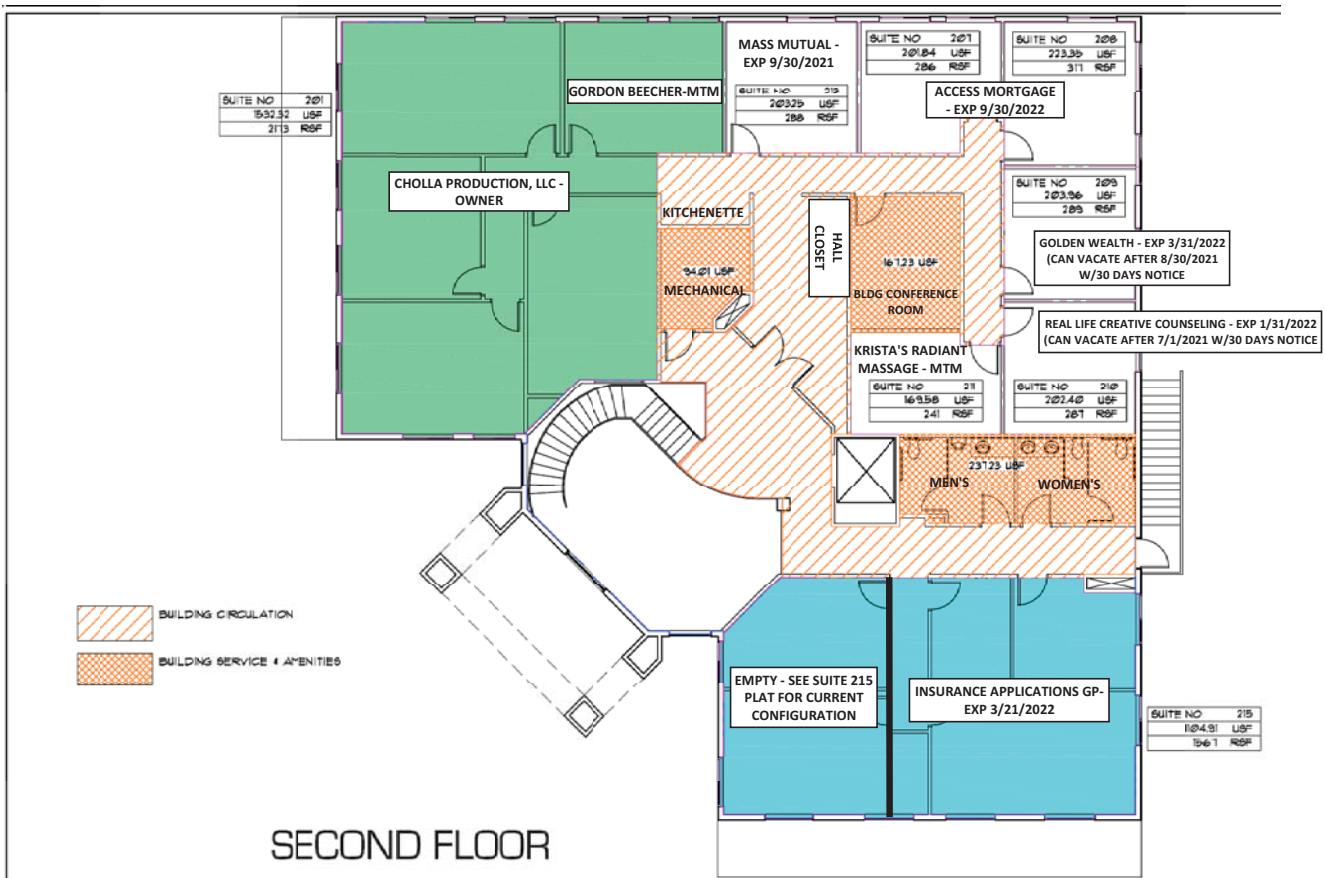 SUITE NO 201
1532.32 USF
2173 RSF
GORDON BEECHER-MTM
MASS MUTUAL -
EXP 9/30/2021
SUITE NO
203.25 USF
288 RSF
SUITE NO 207
201.84 USF
286 RSF
SUITE NO 208
223.35 USF
317 RSF
ACCESS MORTGAGE
- EXP 9/30/2022
CHOLLA PRODUCTION, LLC -
OWNER
KITCHENETTE
94.01 USF
MECHANICAL
HALL
CLOSET
167.23 USF
BLDG CONFERENCE
ROOM
SUITE NO 209
203.96 USF
289 RSF
GOLDEN WEALTH - EXP 3/31/2022
(CAN VACATE AFTER 8/30/2021
W/30 DAYS NOTICE
REAL LIFE CREATIVE COUNSELING - EXP 1/31/2022
(CAN VACATE AFTER 7/1/2021 W/30 DAYS NOTICE
KRISTA'S RADIANT
MASSAGE - MTM
SUITE NO 211
169.58 USF
241 RSF
SUITE NO 210
202.40 USF
287 RSF
237.23 USF
MEN'S
WOMEN'S
BUILDING CIRCULATION
BUILDING SERVICE & AMENITIES
EMPTY - SEE SUITE 215
PLAT FOR CURRENT
CONFIGURATION
INSURANCE APPLICATIONS GP-
EXP 3/21/2022
SUITE NO 215
1104.91 USF
1567 RSF
SECOND FLOOR